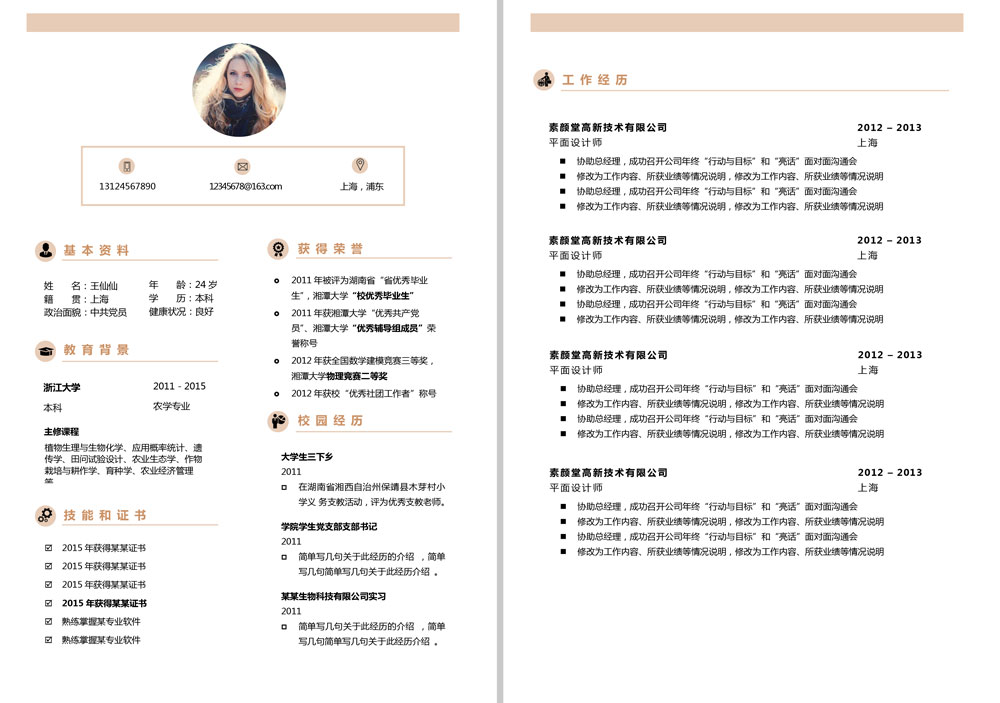 13124567890
12345678@163.com
上海，浦东
基本资料
姓　　名：王仙仙
年　　龄：24 岁
籍　　贯：上海
学　　历：本科
政治面貌：中共党员
健康状况：良好
教育背景
浙江大学
2011 - 2015
本科
农学专业
主修课程
植物生理与生物化学、应用概率统计、遗
传学、田间试验设计、农业生态学、作物
栽培与耕作学、育种学、农业经济管理
等
技能和证书
2015 年获得某某证书
2015 年获得某某证书
2015 年获得某某证书
2015 年获得某某证书
熟练掌握某专业软件
熟练掌握某专业软件
获得荣誉
2011 年被评为湖南省“省优秀毕业
生”，湘潭大学“校优秀毕业生”
2011 年获湘潭大学“优秀共产党
员”、湘潭大学“优秀辅导组成员”荣
誉称号
2012 年获全国数学建模竞赛三等奖，
湘潭大学物理竞赛二等奖
2012 年获校“优秀社团工作者”称号
校园经历
大学生三下乡
2011
在湖南省湘西自治州保靖县木芽村小
学义 务支教活动，评为优秀支教老师。
学院学生党支部支部书记
2011
简单写几句关于此经历的介绍 ，简单
写几句简单写几句关于此经历介绍 。
某某生物科技有限公司实习
2011
简单写几句关于此经历的介绍 ，简单
写几句简单写几句关于此经历介绍 。
工作经历
素颜堂高新技术有限公司
2012 – 2013
平面设计师
上海
协助总经理，成功召开公司年终“行动与目标”和“亮话”面对面沟通会
修改为工作内容、所获业绩等情况说明，修改为工作内容、所获业绩等情况说明
协助总经理，成功召开公司年终“行动与目标”和“亮话”面对面沟通会
修改为工作内容、所获业绩等情况说明，修改为工作内容、所获业绩等情况说明
素颜堂高新技术有限公司
2012 – 2013
平面设计师
上海
协助总经理，成功召开公司年终“行动与目标”和“亮话”面对面沟通会
修改为工作内容、所获业绩等情况说明，修改为工作内容、所获业绩等情况说明
协助总经理，成功召开公司年终“行动与目标”和“亮话”面对面沟通会
修改为工作内容、所获业绩等情况说明，修改为工作内容、所获业绩等情况说明
素颜堂高新技术有限公司
2012 – 2013
平面设计师
上海
协助总经理，成功召开公司年终“行动与目标”和“亮话”面对面沟通会
修改为工作内容、所获业绩等情况说明，修改为工作内容、所获业绩等情况说明
协助总经理，成功召开公司年终“行动与目标”和“亮话”面对面沟通会
修改为工作内容、所获业绩等情况说明，修改为工作内容、所获业绩等情况说明
素颜堂高新技术有限公司
2012 – 2013
平面设计师
上海
协助总经理，成功召开公司年终“行动与目标”和“亮话”面对面沟通会
修改为工作内容、所获业绩等情况说明，修改为工作内容、所获业绩等情况说明
协助总经理，成功召开公司年终“行动与目标”和“亮话”面对面沟通会
修改为工作内容、所获业绩等情况说明，修改为工作内容、所获业绩等情况说明